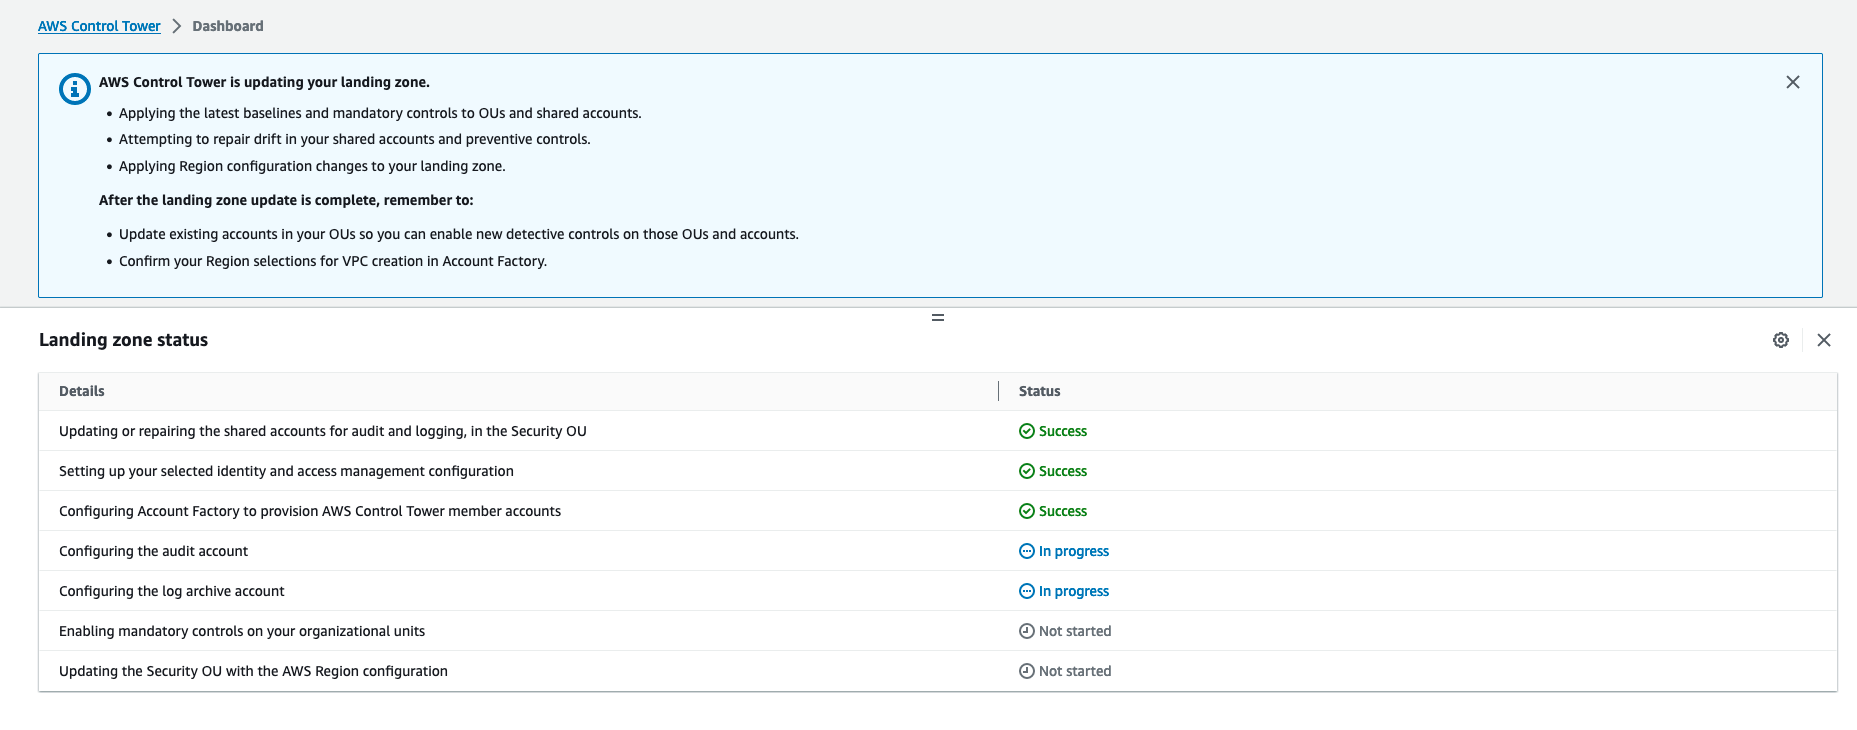 AWS Control Tower > Dashboard
AWS Control Tower is updating your landing zone.
• Applying the latest baselines and mandatory controls to OUs and shared accounts.
• Attempting to repair drift in your shared accounts and preventive controls.
• Applying Region configuration changes to your landing zone.
After the landing zone update is complete, remember to:
• Update existing accounts in your OUs so you can enable new detective controls on those OUs and accounts.
• Confirm your Region selections for VPC creation in Account Factory.
Landing zone status
Details Status
Updating or repairing the shared accounts for audit and logging, in the Security OU Success
Setting up your selected identity and access management configuration Success
Configuring Account Factory to provision AWS Control Tower member accounts Success
Configuring the audit account In progress
Configuring the log archive account In progress
Enabling mandatory controls on your organizational units Not started
Updating the Security OU with the AWS Region configuration Not started